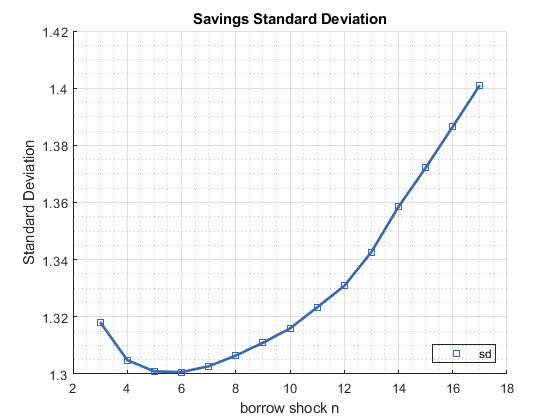 Savings Standard Deviation
1.42
1.4
1.38
1.36
1.34
1.32
1.3
Standard Deviation
2 4 6 8 10 12 14 16 18
borrow shock n
sd